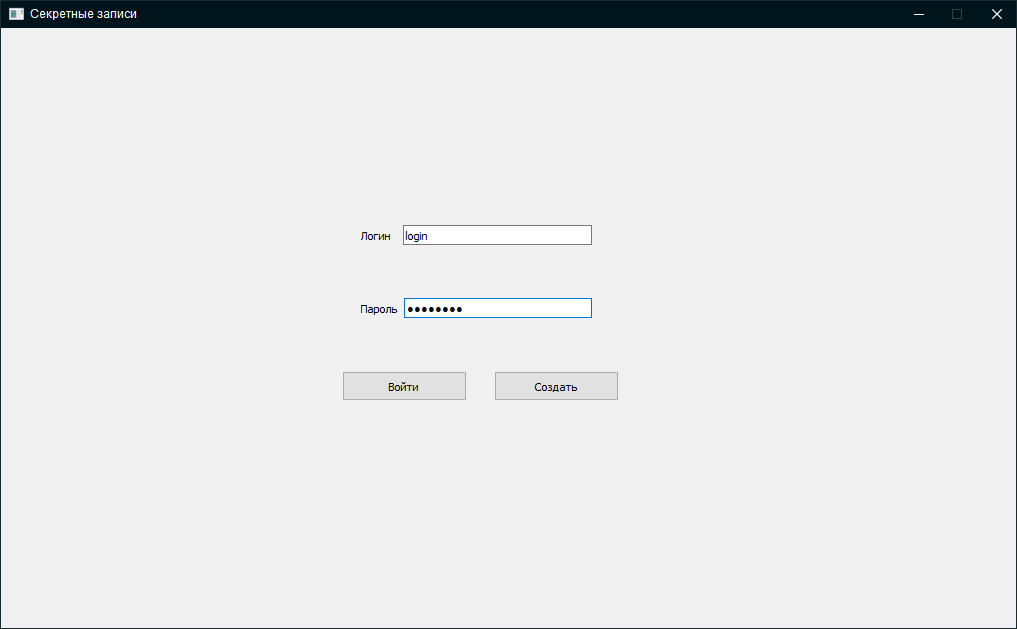 Секретные записи
Логин login
Пароль ••••••••
Войти Создать